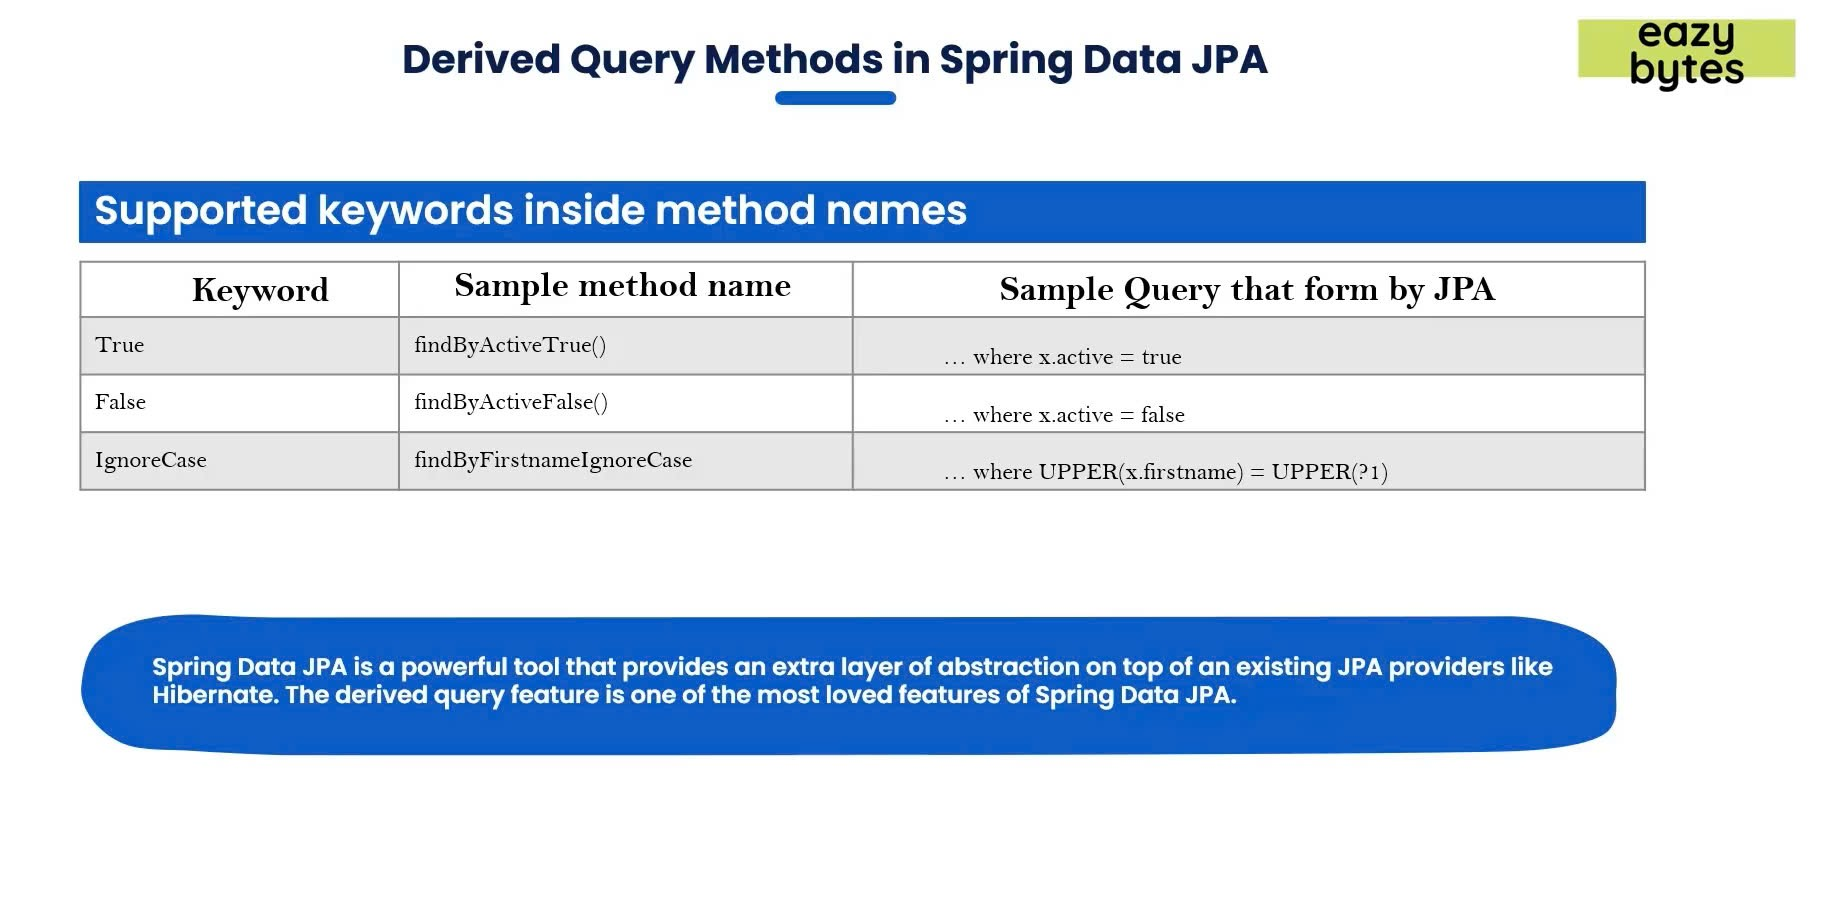 Derived Query Methods in Spring Data JPA
eazy
bytes
Supported keywords inside method names
Keyword Sample method name Sample Query that form by JPA
True findByActiveTrue() … where x.active = true
False findByActiveFalse() … where x.active = false
IgnoreCase findByFirstnameIgnoreCase … where UPPER(x.firstname) = UPPER(?1)
Spring Data JPA is a powerful tool that provides an extra layer of abstraction on top of an existing JPA providers like
Hibernate. The derived query feature is one of the most loved features of Spring Data JPA.